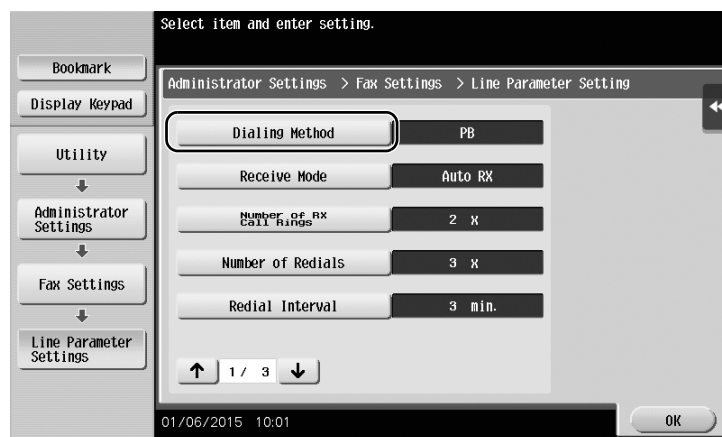 Select item and enter setting.
Bookmark
Display Keypad
Utility
Administrator
Settings
Fax Settings
Line Parameter
Settings
Administrator Settings > Fax Settings > Line Parameter Setting
Dialing Method PB
Receive Mode Auto RX
Number of RX
Call Rings 2 X
Number of Redials 3 X
Redial Interval 3 min.
1/ 3
01/06/2015 10:01
OK